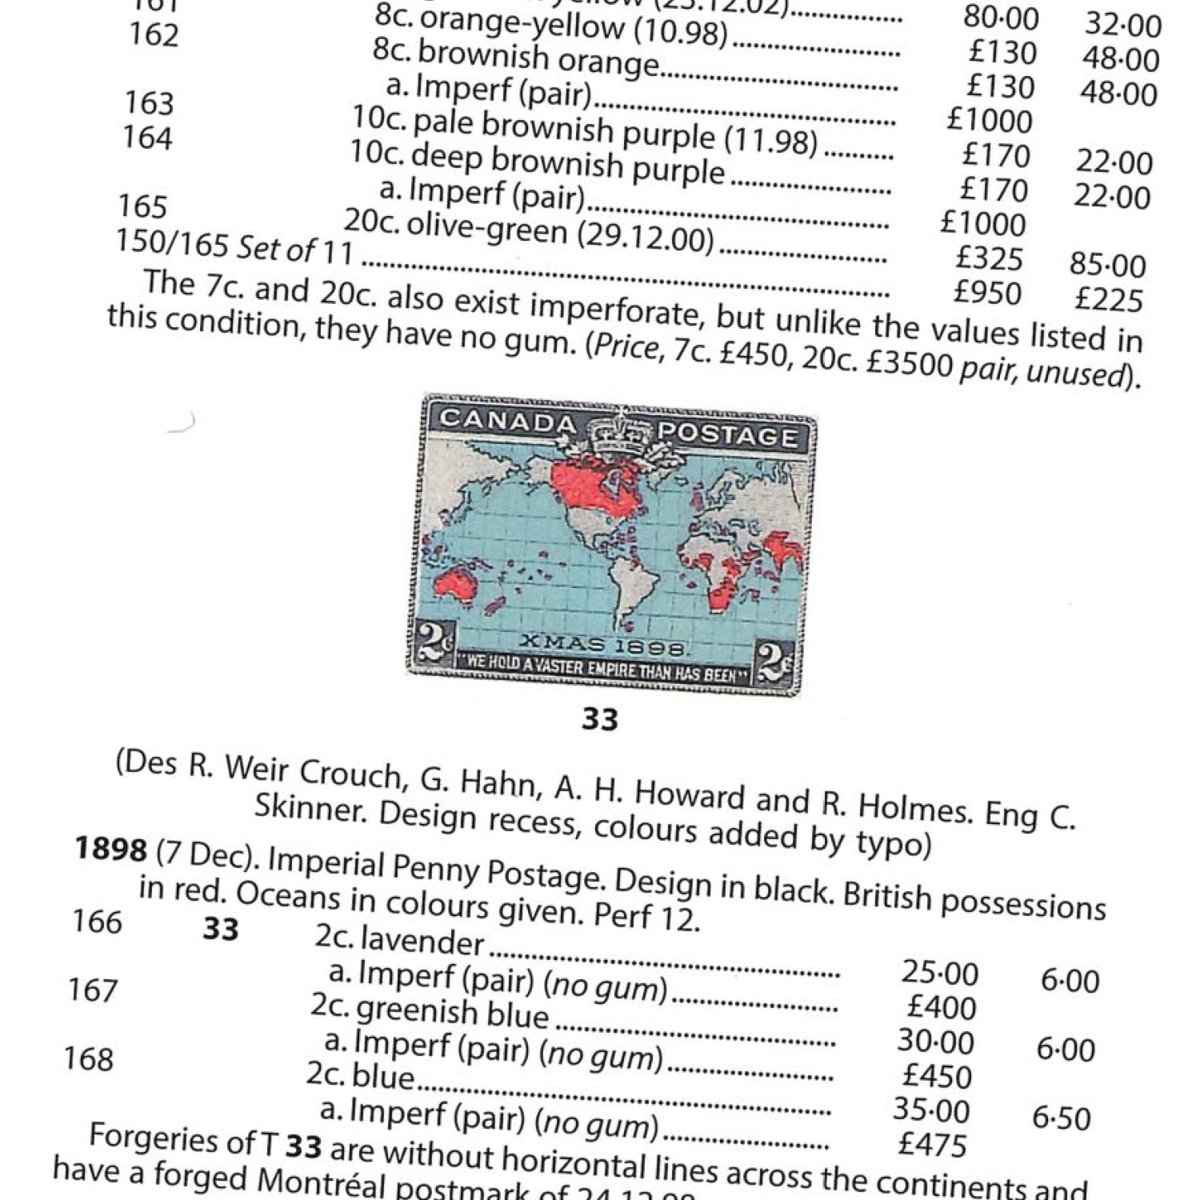 yellow (23.12.02).............. 80·00 32·00
161 8c. orange-yellow (10.98)........................ £130 48·00
162 8c. brownish orange.................................. £130 48·00
a. Imperf (pair)........................................... £1000
163 10c. pale brownish purple (11.98).......... £170 22·00
164 10c. deep brownish purple....................... £170 22·00
a. Imperf (pair)........................................... £1000
165 20c. olive-green (29.12.00)....................... £325 85·00
150/165 Set of 11........................................................................ £950 £225
The 7c. and 20c. also exist imperforate, but unlike the values listed in
this condition, they have no gum. (Price, 7c. £450, 20c. £3500 pair, unused).
CANADA POSTAGE
XMAS 1898.
2c "WE HOLD A VASTER EMPIRE THAN HAS BEEN" 2c
33
(Des R. Weir Crouch, G. Hahn, A. H. Howard and R. Holmes. Eng C.
Skinner. Design recess, colours added by typo)
1898 (7 Dec). Imperial Penny Postage. Design in black. British possessions
in red. Oceans in colours given. Perf 12.
166 33 2c. lavender................................................. 25·00 6·00
a. Imperf (pair) (no gum)....................... £400
167 2c. greenish blue...................................... 30·00 6·00
a. Imperf (pair) (no gum)....................... £450
168 2c. blue.......................................................... 35·00 6·50
a. Imperf (pair) (no gum)....................... £475
Forgeries of T 33 are without horizontal lines across the continents and
have a forged Montréal postmark of 24.12.98.